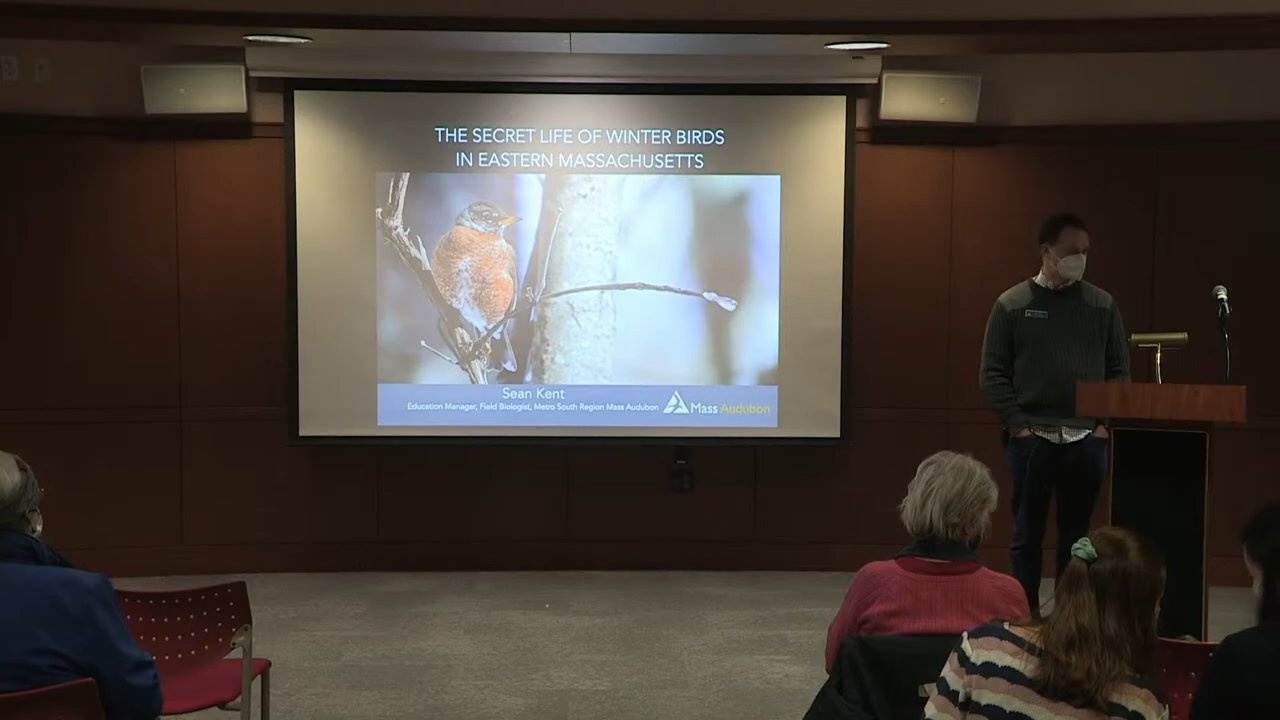 THE SECRET LIFE OF WINTER BIRDS
IN EASTERN MASSACHUSETTS
Sean Kent
Education Manager, Field Biologist, Metro South Region Mass Audubon
Mass Audubon